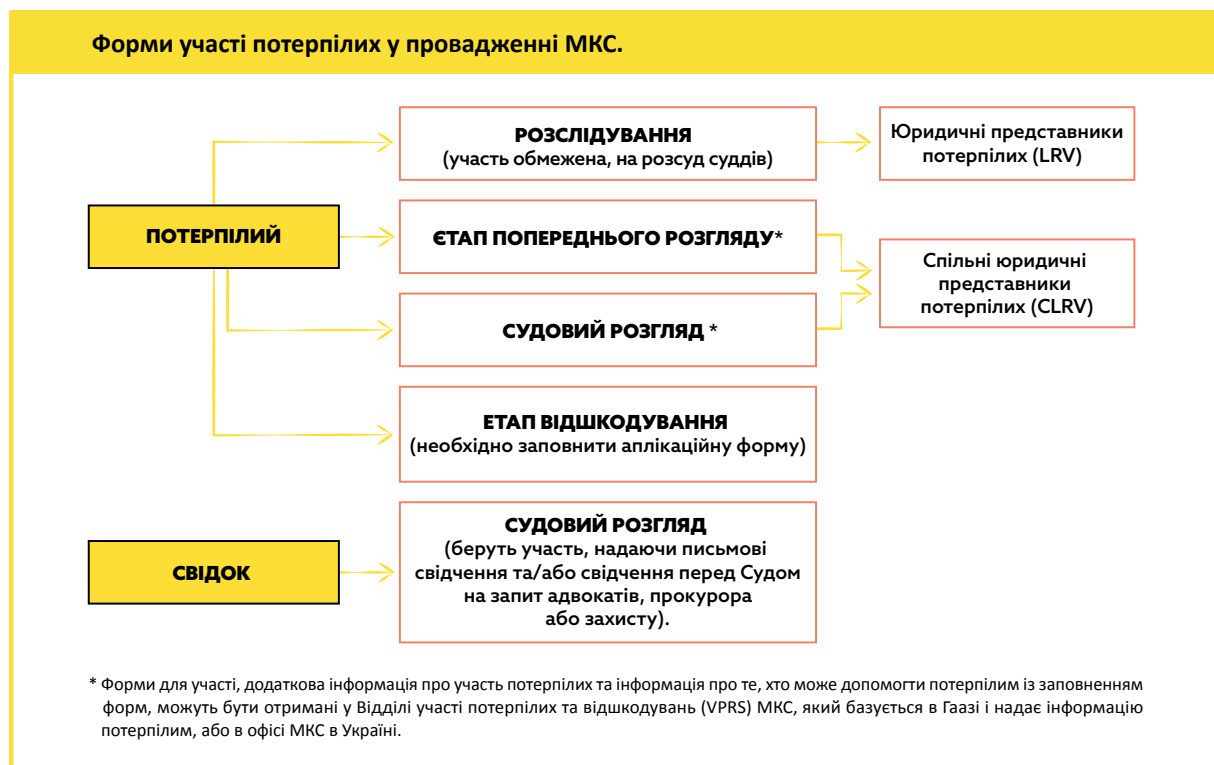 Форми участі потерпілих у провадженні МКС.
РОЗСЛІДУВАННЯ
(участь обмежена, на розсуд суддів)
Юридичні представники
потерпілих (LRV)
ПОТЕРПІЛИЙ
ЄТАП ПОПЕРЕДНЬОГО РОЗГЛЯДУ*
Спільні юридичні
представники
потерпілих (CLRV)
СУДОВИЙ РОЗГЛЯД *
ЕТАП ВІДШКОДУВАННЯ
(необхідно заповнити аплікаційну форму)
СВІДОК
СУДОВИЙ РОЗГЛЯД
(беруть участь, надаючи письмові
свідчення та/або свідчення перед Судом
на запит адвокатів, прокурора
або захисту).
* Форми для участі, додаткова інформація про участь потерпілих та інформація про те, хто може допомогти потерпілим із заповненням
форм, можуть бути отримані у Відділі участі потерпілих та відшкодувань (VPRS) МКС, який базується в Гаазі і надає інформацію
потерпілим, або в офісі МКС в Україні.